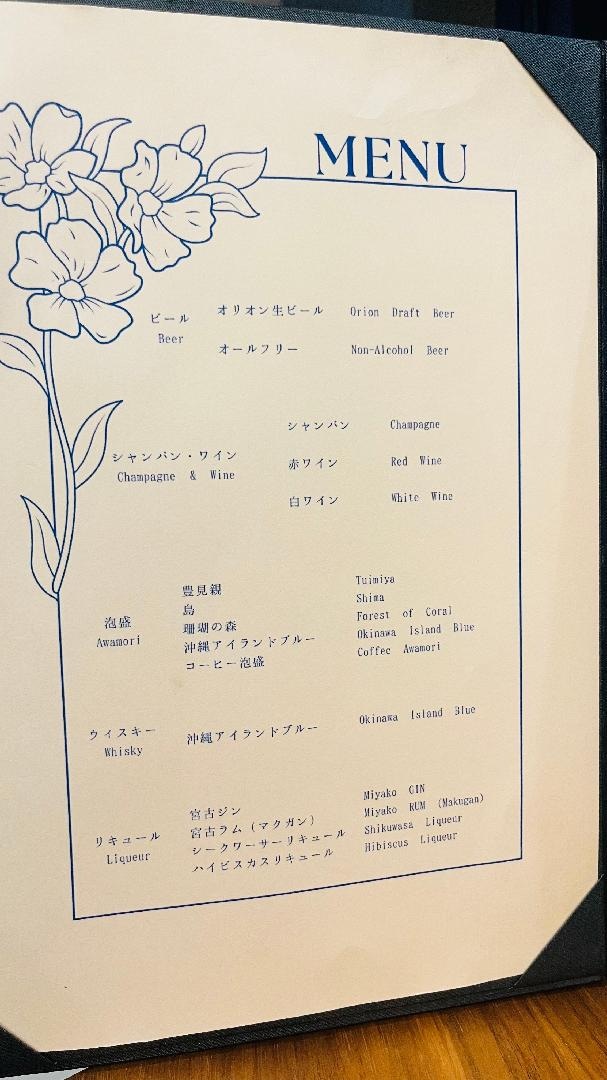 MENU
ビール
Beer
オリオン生ビール Orion Draft Beer
オールフリー Non-Alcohol Beer
シャンパン・ワイン
Champagne & Wine
シャンパン Champagne
赤ワイン Red Wine
白ワイン White Wine
泡盛
Awamori
豊見親 Tuimiya
島 Shima
珊瑚の森 Forest of Coral
沖縄アイランドブルー Okinawa Island Blue
コーヒー泡盛 Coffee Awamori
ウィスキー
Whisky
沖縄アイランドブルー Okinawa Island Blue
リキュール
Liqueur
宮古ジン Miyako GIN
宮古ラム（マクガン） Miyako RUM (Makugan)
シークワーサーリキュール Shikuwasa Liqueur
ハイビスカスリキュール Hibiscus Liqueur